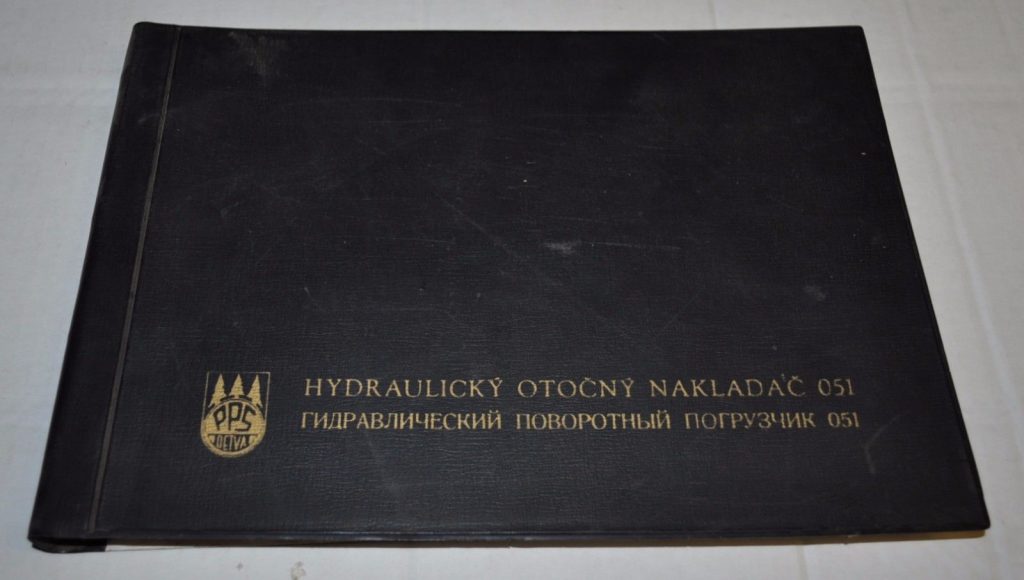 PPS
DETVA
HYDRAULICKÝ OTOČNÝ NAKLADAČ 051
ГИДРАВЛИЧЕСКИЙ ПОВОРОТНЫЙ ПОГРУЗЧИК 051